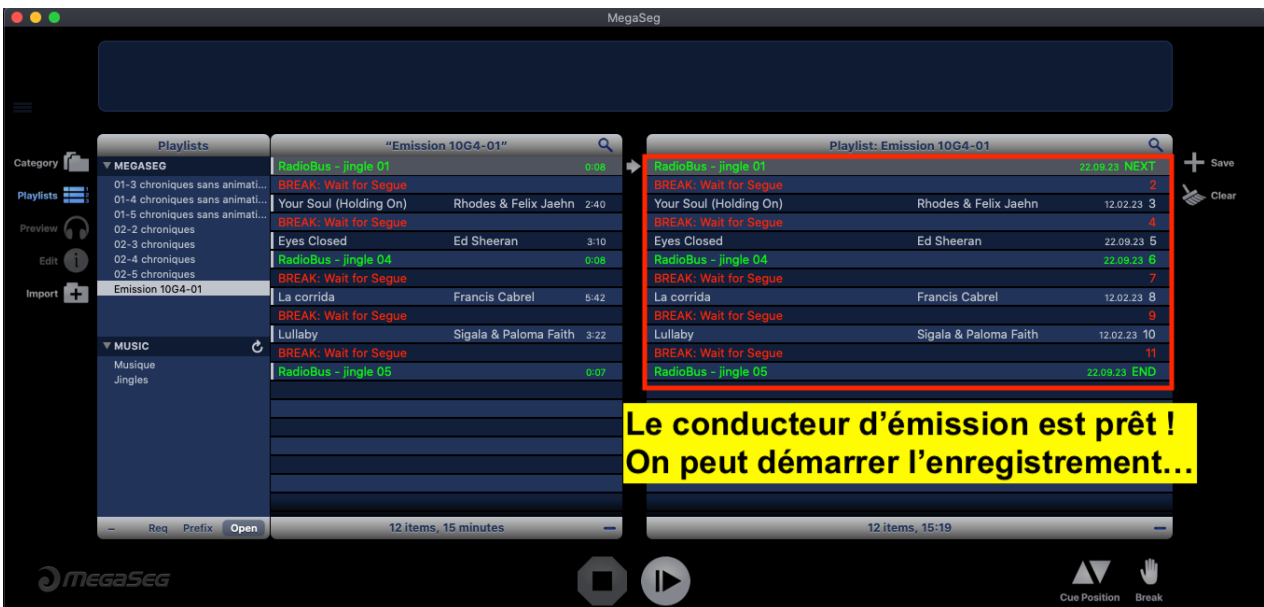 MegaSeg
Category
Playlists
Preview
Edit
Import
Playlists
MEGASEG
01-3 chroniques sans animati...
01-4 chroniques sans animati...
01-5 chroniques sans animati...
02-2 chroniques
02-3 chroniques
02-4 chroniques
02-5 chroniques
Emission 10G4-01
MUSIC
Musique
Jingles
– Req Prefix Open
"Emission 10G4-01"
RadioBus - jingle 01 0:08
BREAK: Wait for Segue
Your Soul (Holding On) Rhodes & Felix Jaehn 2:40
BREAK: Wait for Segue
Eyes Closed Ed Sheeran 3:10
RadioBus - jingle 04 0:08
BREAK: Wait for Segue
La corrida Francis Cabrel 5:42
BREAK: Wait for Segue
Lullaby Sigala & Paloma Faith 3:22
BREAK: Wait for Segue
RadioBus - jingle 05 0:07
12 items, 15 minutes
Playlist: Emission 10G4-01
RadioBus - jingle 01 22.09.23 NEXT
BREAK: Wait for Segue 2
Your Soul (Holding On) Rhodes & Felix Jaehn 12.02.23 3
BREAK: Wait for Segue 4
Eyes Closed Ed Sheeran 22.09.23 5
RadioBus - jingle 04 22.09.23 6
BREAK: Wait for Segue 7
La corrida Francis Cabrel 12.02.23 8
BREAK: Wait for Segue 9
Lullaby Sigala & Paloma Faith 12.02.23 10
BREAK: Wait for Segue 11
RadioBus - jingle 05 22.09.23 END
Le conducteur d'émission est prêt !
On peut démarrer l'enregistrement...
12 items, 15:19
Save
Clear
MEGASEG
Cue Position
Break